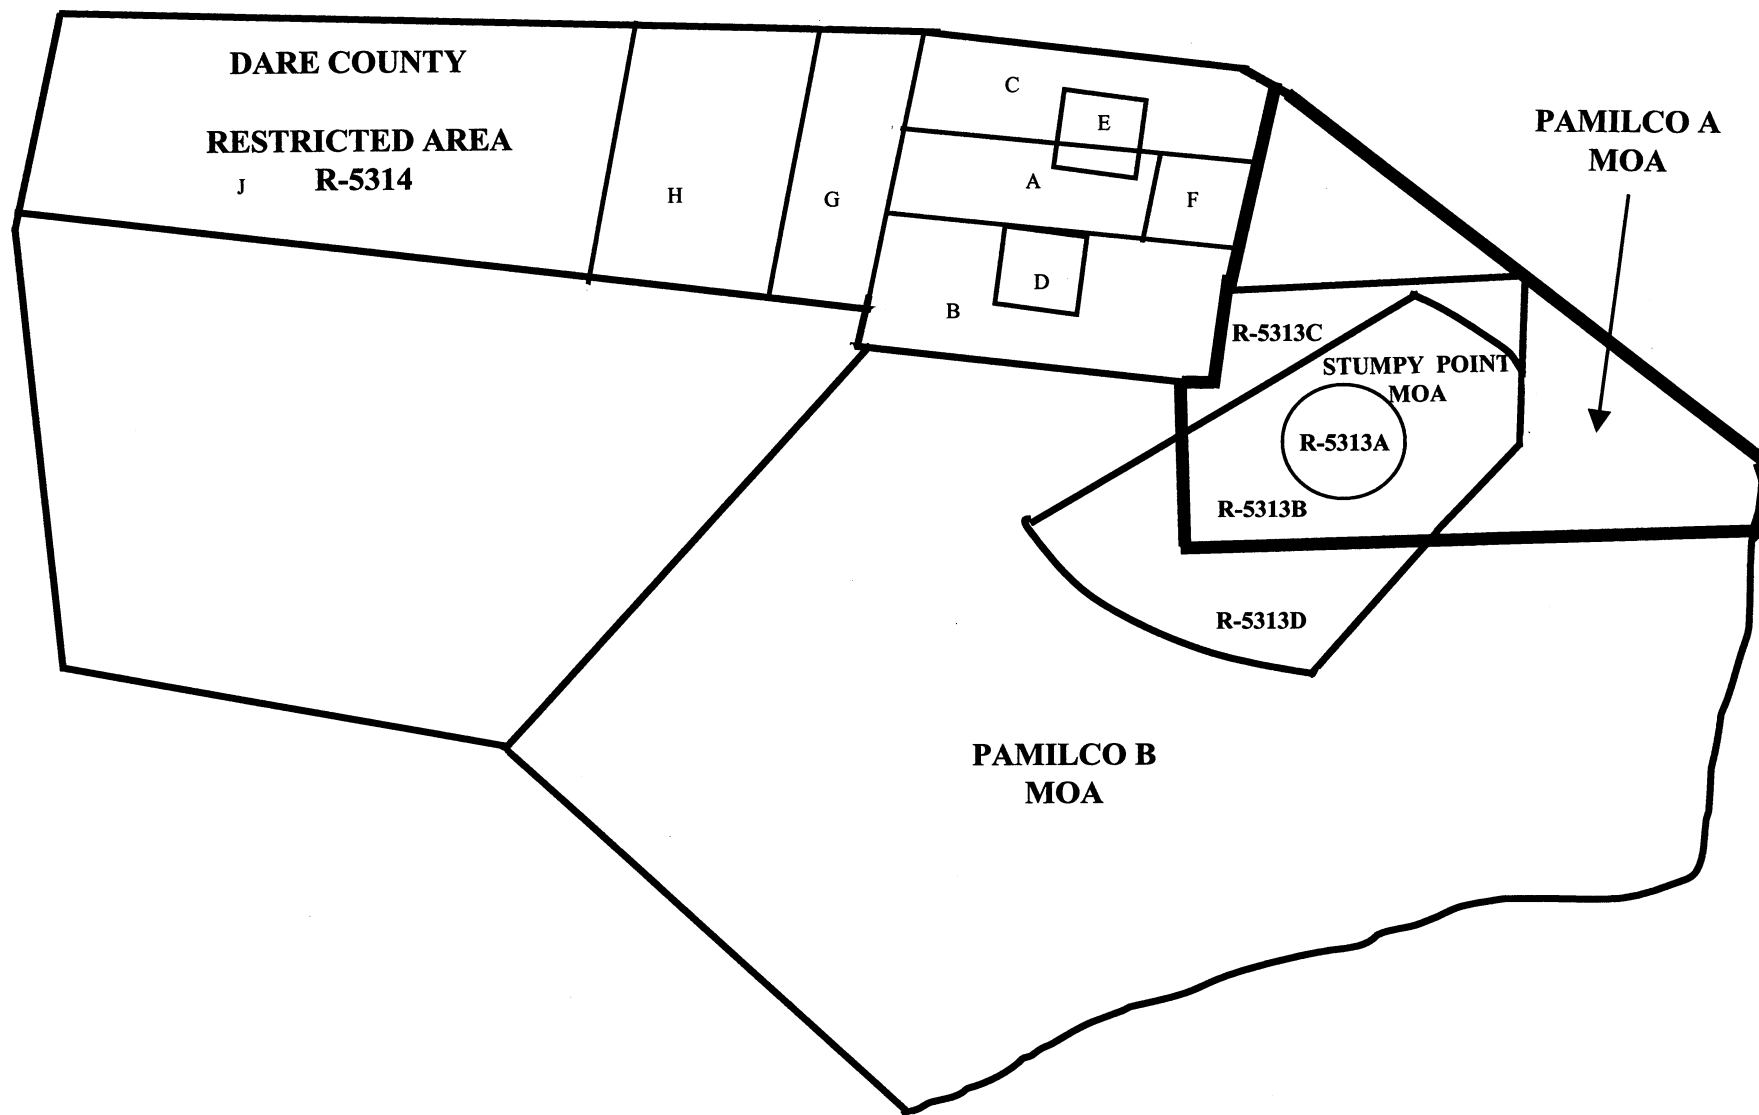 DARE COUNTY
RESTRICTED AREA
R-5314
J
H
G
C
E
A
F
D
B
PAMILCO A
MOA
R-5313C
STUMPY POINT
MOA
R-5313A
R-5313B
R-5313D
PAMILCO B
MOA